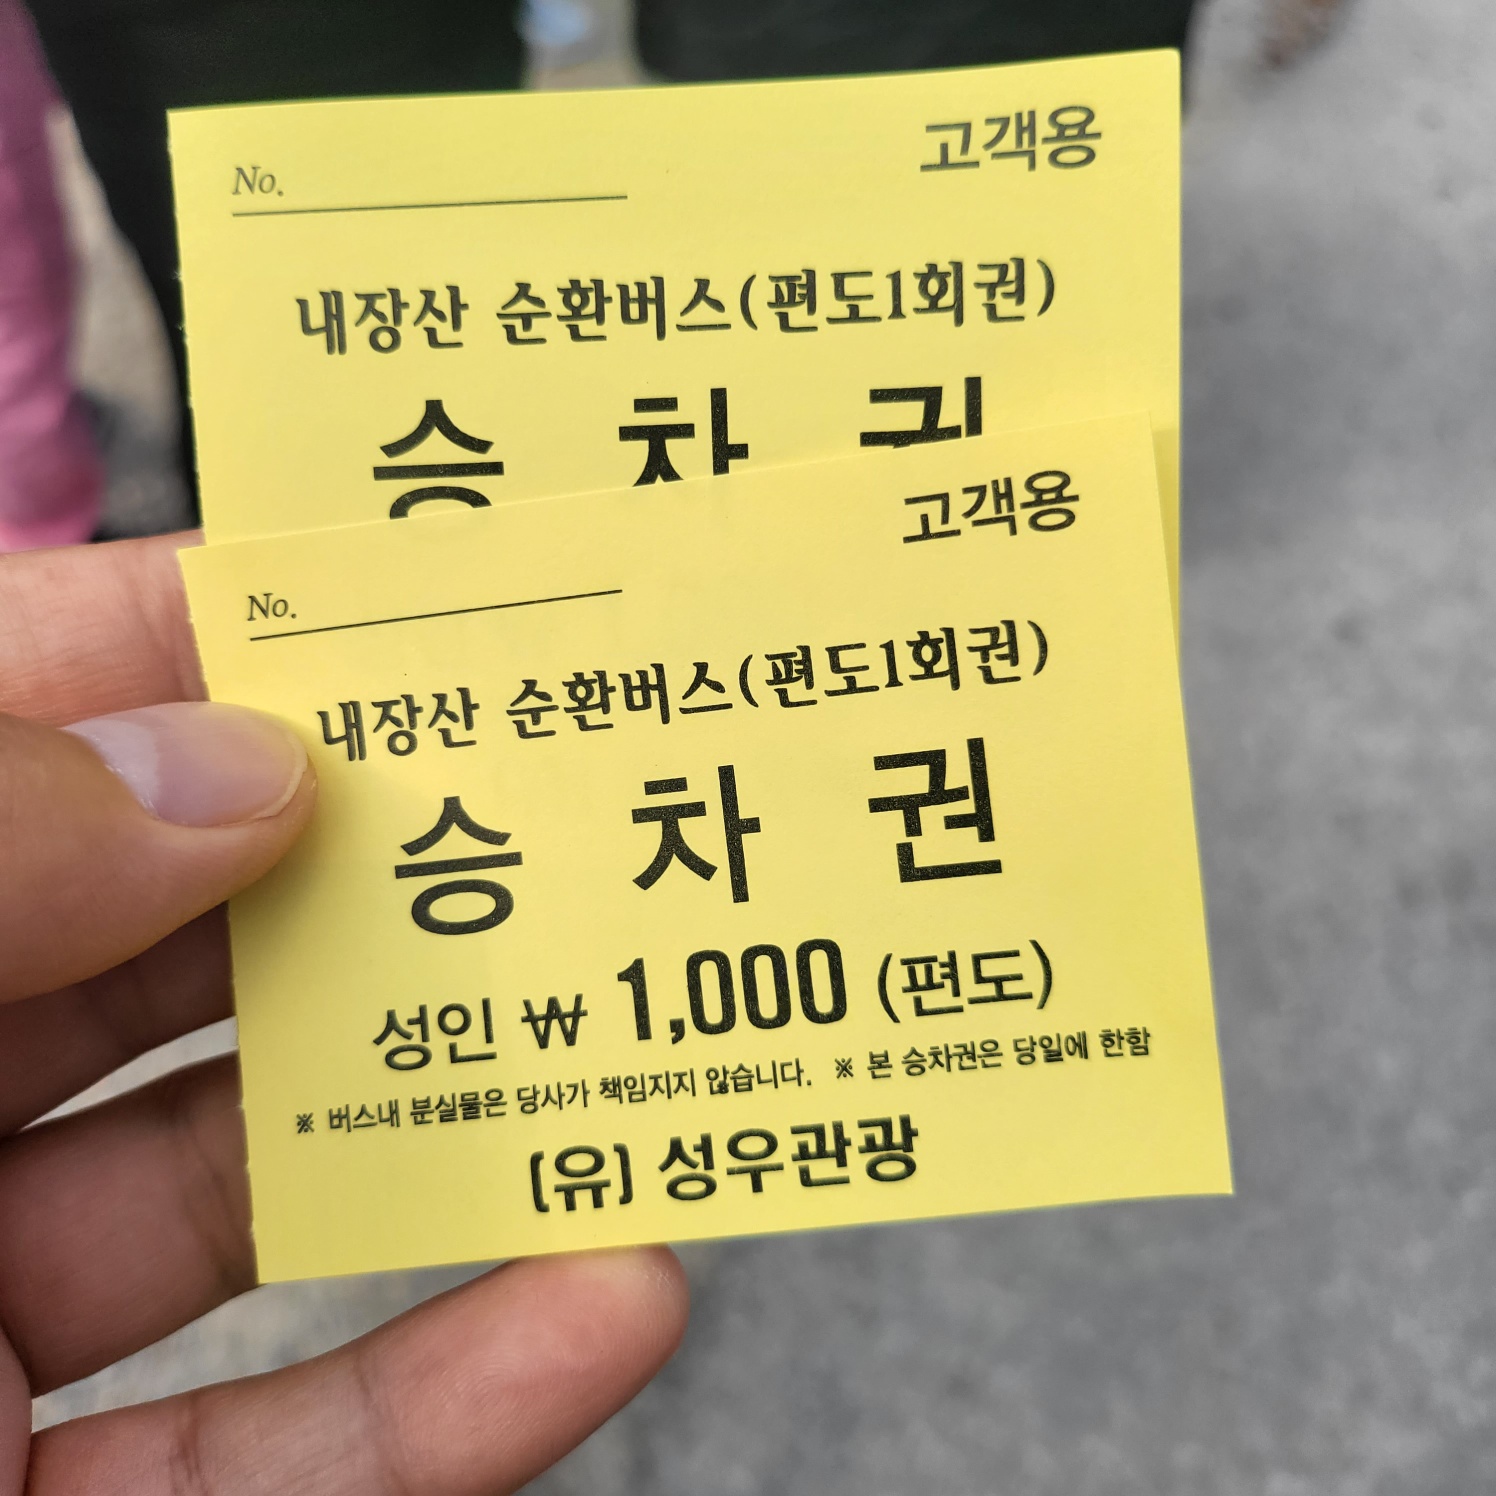 No.
고객용
내장산 순환버스(편도1회권)
승 차 권
No.
고객용
내장산 순환버스(편도1회권)
승 차 권
성인 ₩ 1,000 (편도)
※ 버스내 분실물은 당사가 책임지지 않습니다. ※ 본 승차권은 당일에 한함
(유) 성우관광